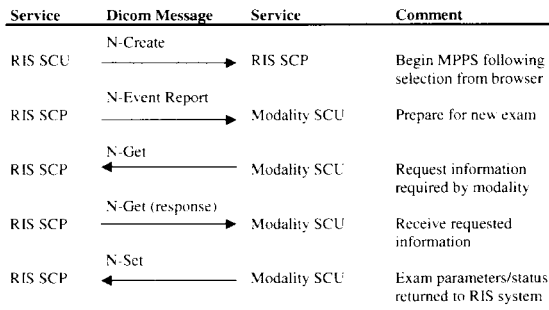 Service Dicom Message Service Comment
N-Create
RIS SCU RIS SCP Begin MPPS following
selection from browser
N-Event Report
RIS SCP Modality SCU Prepare for new exam
N-Get
RIS SCP Modality SCU Request information
required by modality
N-Get (response)
RIS SCP Modality SCU Receive requested
information
N-Set
RIS SCP Modality SCU Exam parameters/status
returned to RIS system